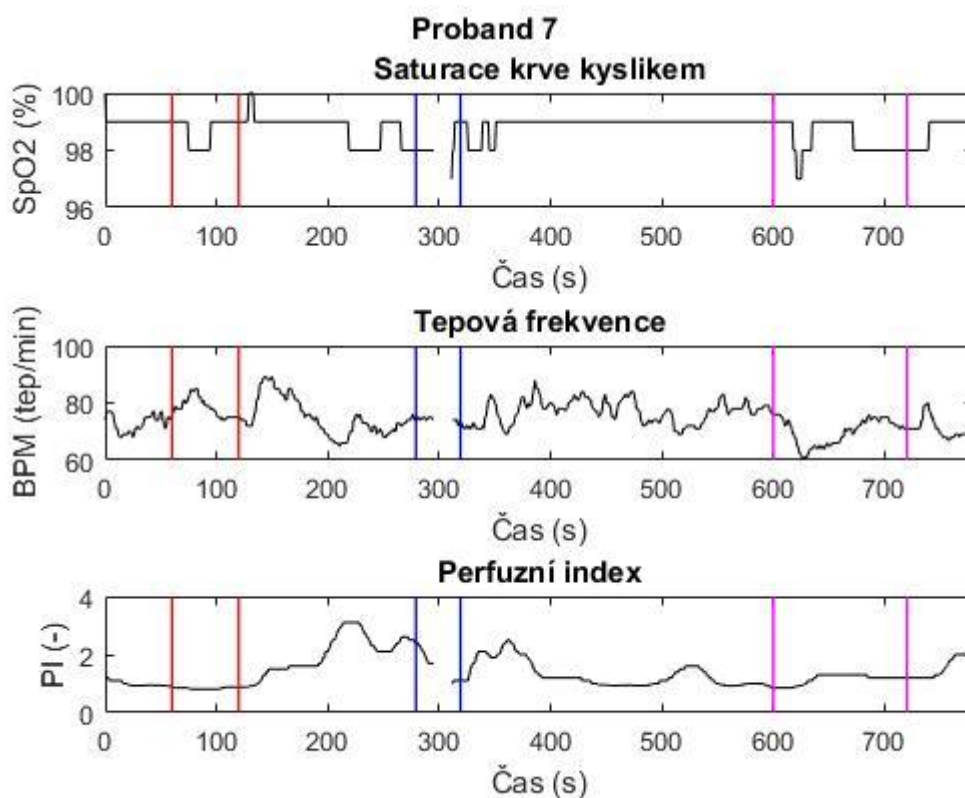 Proband 7
Saturace krve kyslikem
SpO2 (%)
100
98
96
0 100 200 300 400 500 600 700
Čas (s)
Tepová frekvence
BPM (tep/min)
100
80
60
0 100 200 300 400 500 600 700
Čas (s)
Perfuzní index
PI (-)
4
2
0
0 100 200 300 400 500 600 700
Čas (s)